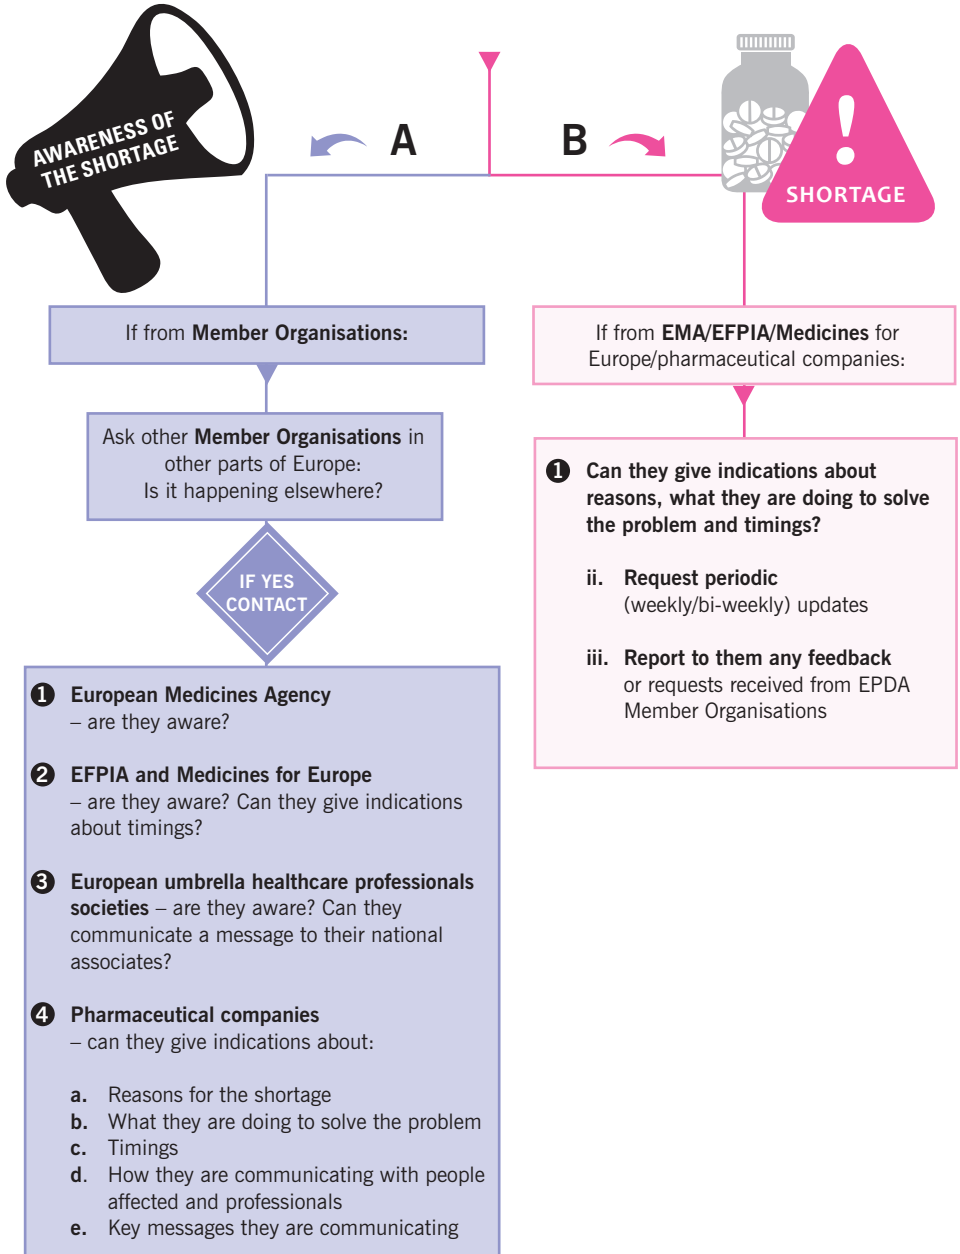 AWARENESS OF
THE SHORTAGE
A
B
!
SHORTAGE
If from Member Organisations:
Ask other Member Organisations in
other parts of Europe:
Is it happening elsewhere?
IF YES
CONTACT
1 European Medicines Agency
– are they aware?
2 EFPIA and Medicines for Europe
– are they aware? Can they give indications
about timings?
3 European umbrella healthcare professionals
societies – are they aware? Can they
communicate a message to their national
associates?
4 Pharmaceutical companies
– can they give indications about:
a. Reasons for the shortage
b. What they are doing to solve the problem
c. Timings
d. How they are communicating with people
affected and professionals
e. Key messages they are communicating
If from EMA/EFPIA/Medicines for
Europe/pharmaceutical companies:
1 Can they give indications about
reasons, what they are doing to solve
the problem and timings?
ii. Request periodic
(weekly/bi-weekly) updates
iii. Report to them any feedback
or requests received from EPDA
Member Organisations